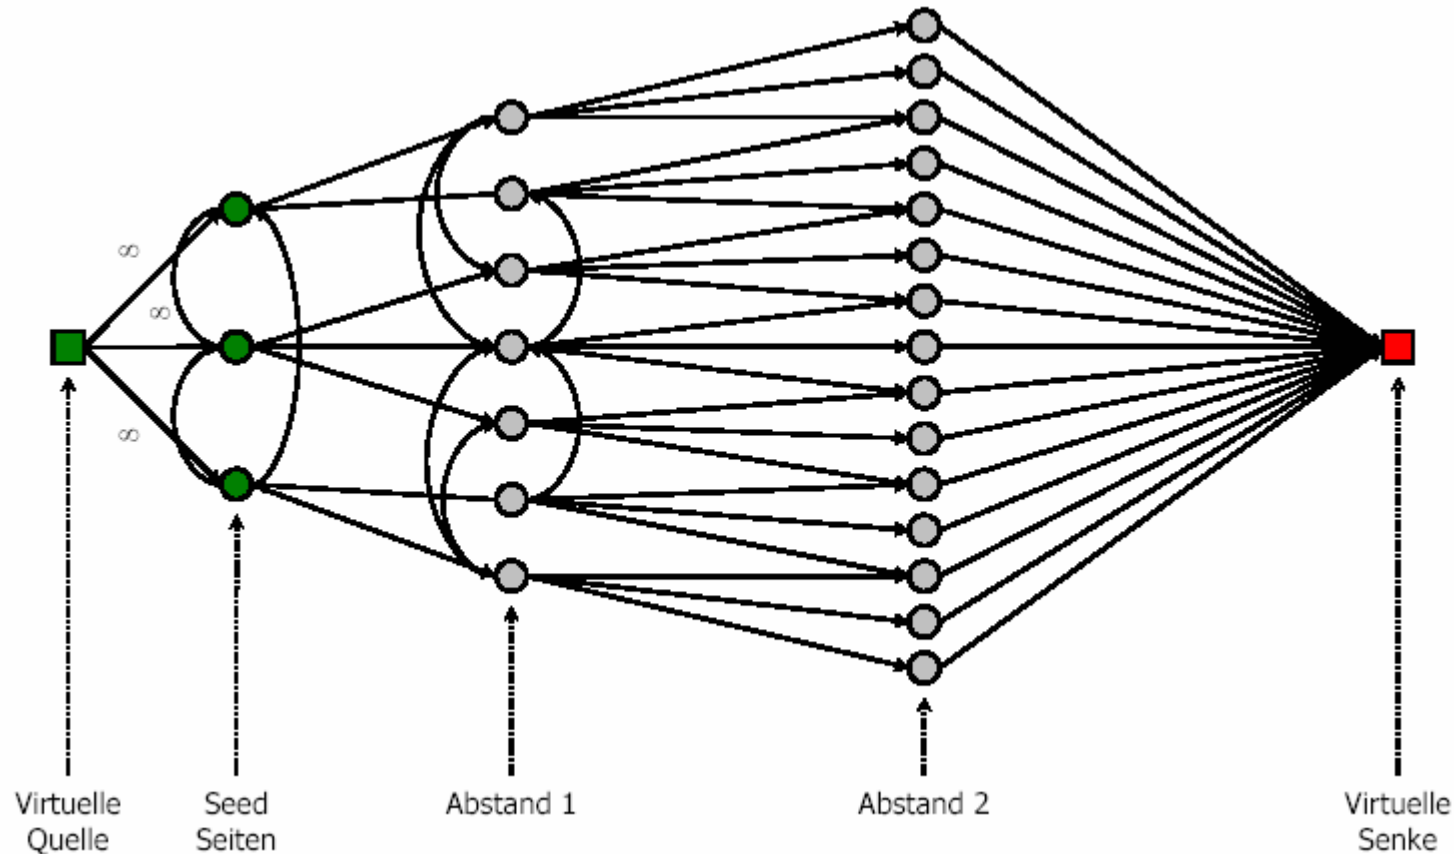 ∞
∞
∞
Virtuelle
Quelle
Seed
Seiten
Abstand 1
Abstand 2
Virtuelle
Senke